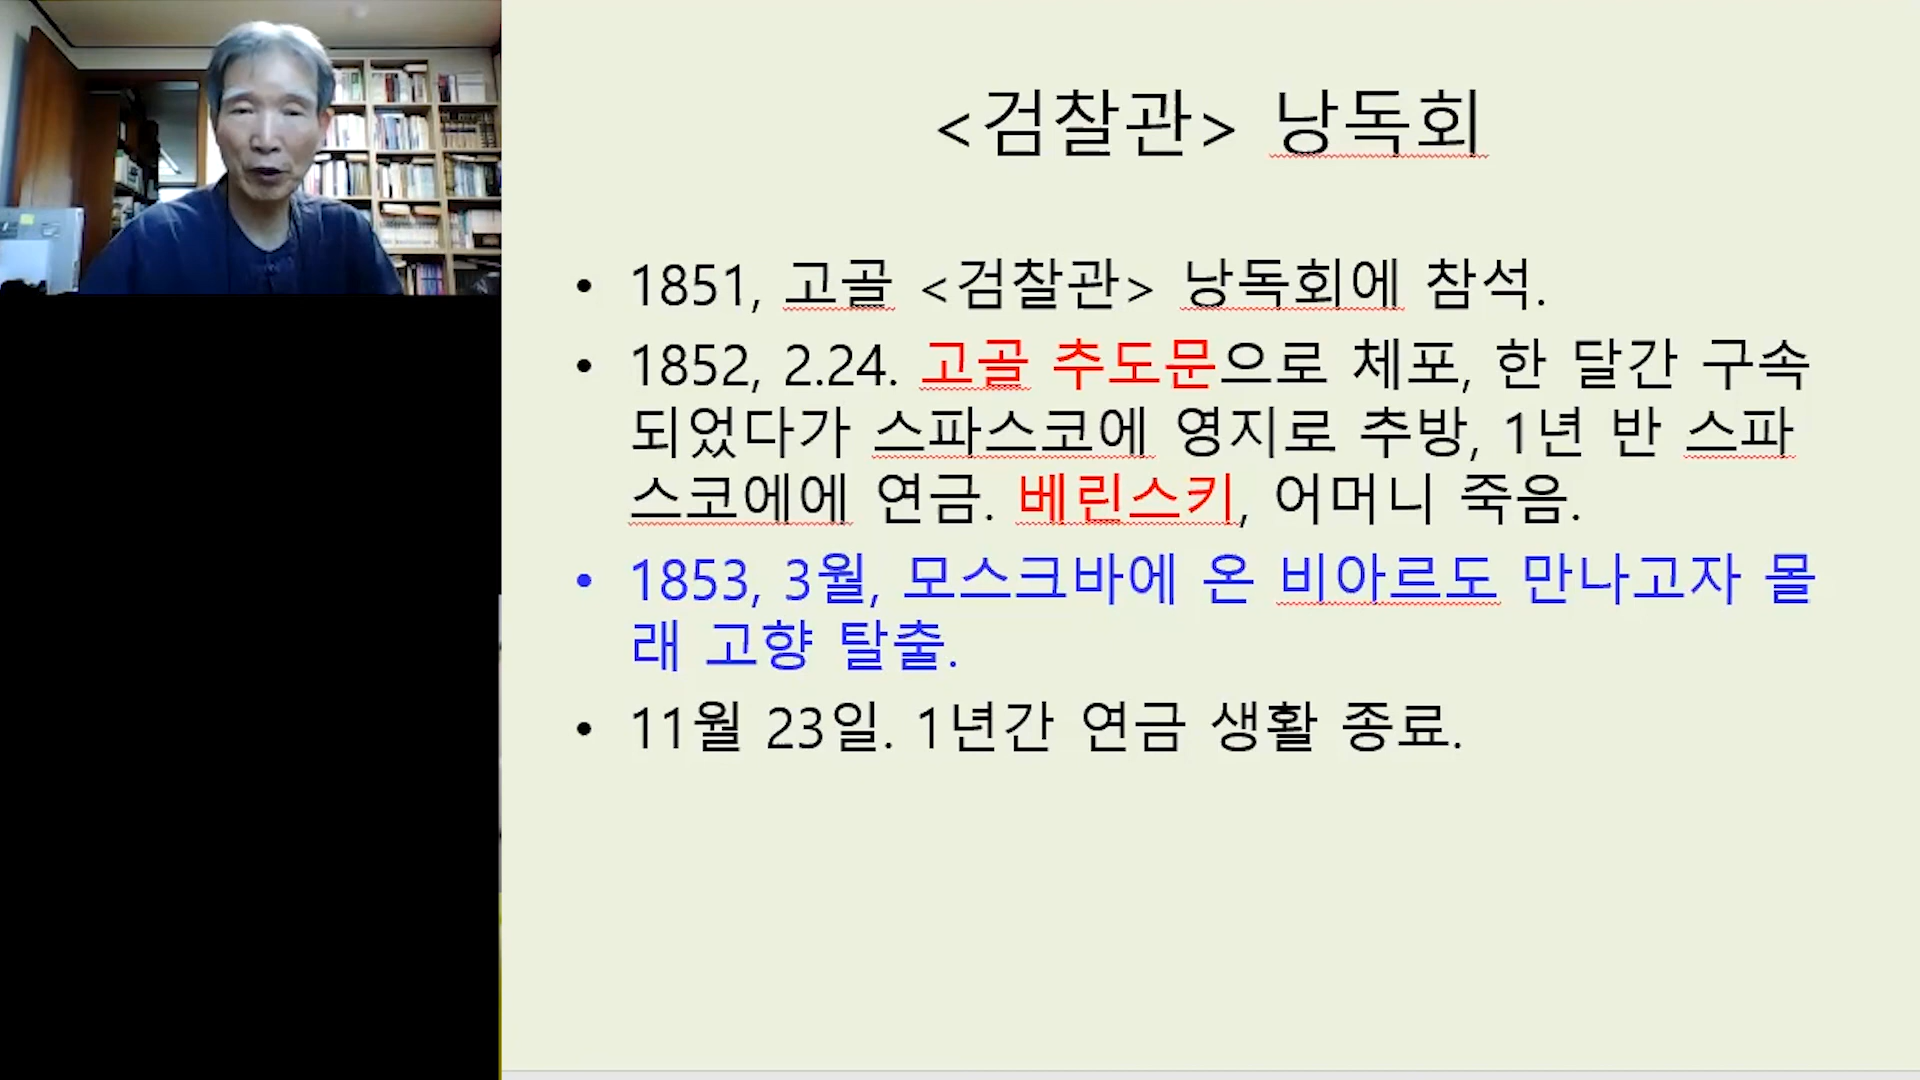 <검찰관> 낭독회
• 1851, 고골 <검찰관> 낭독회에 참석.
• 1852, 2.24. 고골 추도문으로 체포, 한 달간 구속
되었다가 스파스코에 영지로 추방, 1년 반 스파
스코에에 연금. 베린스키, 어머니 죽음.
• 1853, 3월, 모스크바에 온 비아르도 만나고자 몰
래 고향 탈출.
• 11월 23일. 1년간 연금 생활 종료.